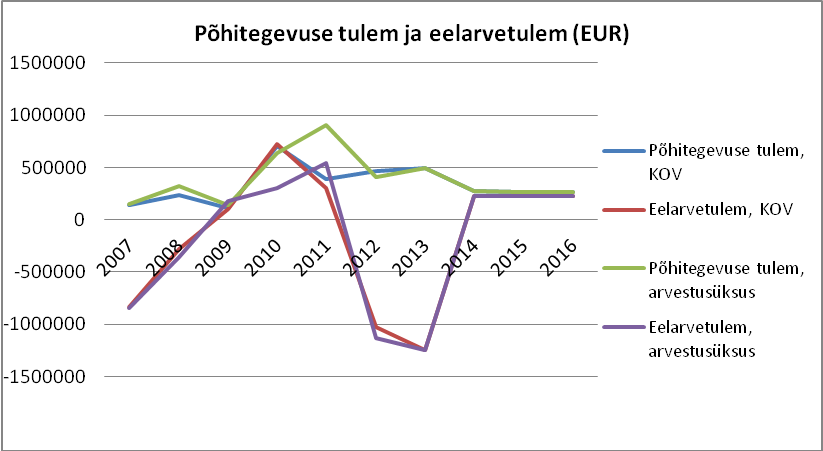 Põhitegevuse tulem ja eelarvetulem (EUR)
1500000
1000000
500000
0
-500000
-1000000
-1500000
2007
2008
2009
2010
2011
2012
2013
2014
2015
2016
Põhitegevuse tulem,
KOV
Eelarvetulem, KOV
Põhitegevuse tulem,
arvestusüksus
Eelarvetulem,
arvestusüksus